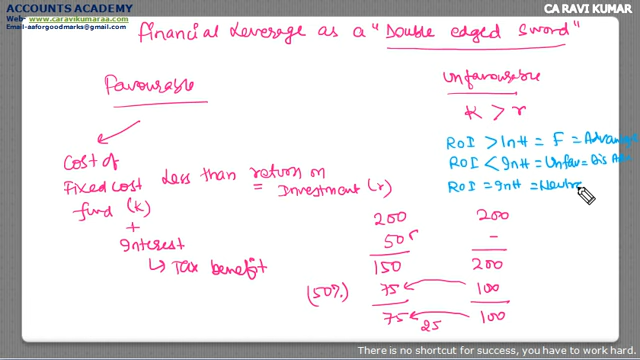 ACCOUNTS ACADEMY
Web- www.caravikumaraa.com
Email-aaforgoodmarks@gmail.com
CA RAVI KUMAR
Financial Leverage as a "Double edged Sword"
Favourable
Cost of
Fixed cost Less than return on
fund (K) = Investment (r)
+
Interest
↳ Tax benefit
Unfavourable
K > r
ROI > Int = F = Advan
ROI < Int = Unfav = Dis Adv
ROI = Int = Neutr
200 200
50 -
150 200
(50%) 75 ← 100
75 ← 100
25
There is no shortcut for success, you have to work hard.